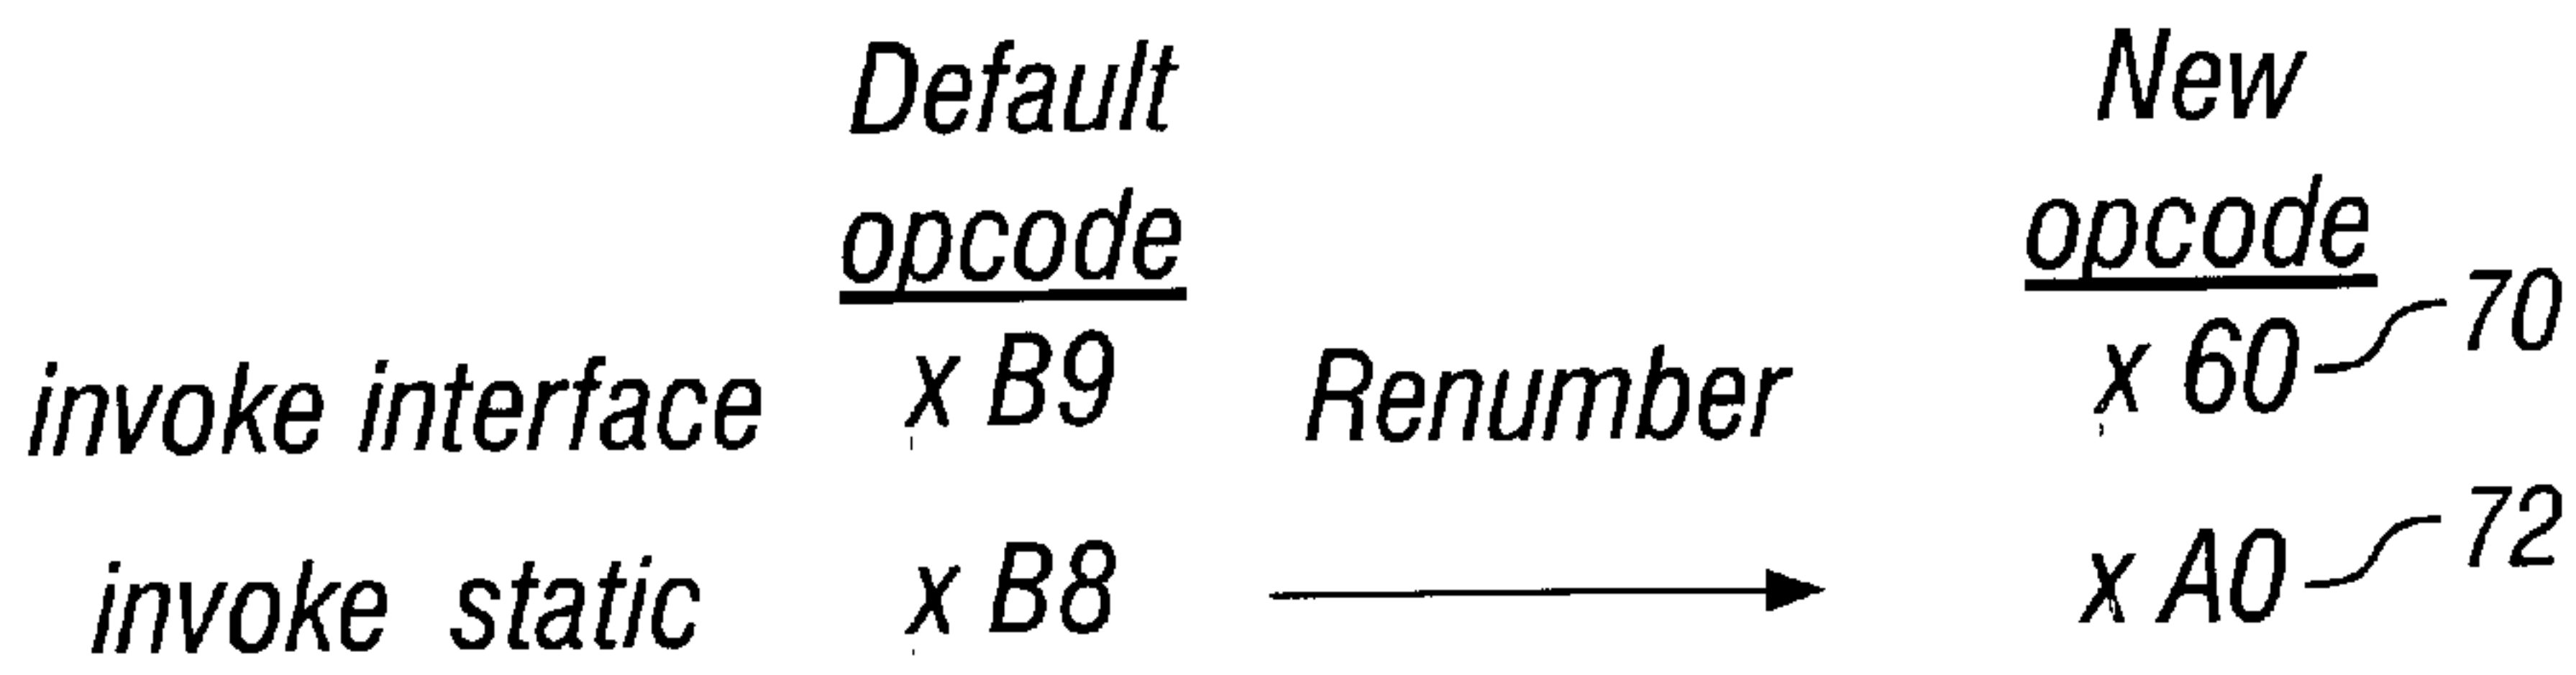 Default New
opcode opcode
invoke interface x B9 Renumber x 60 70
invoke static x B8 x A0 72